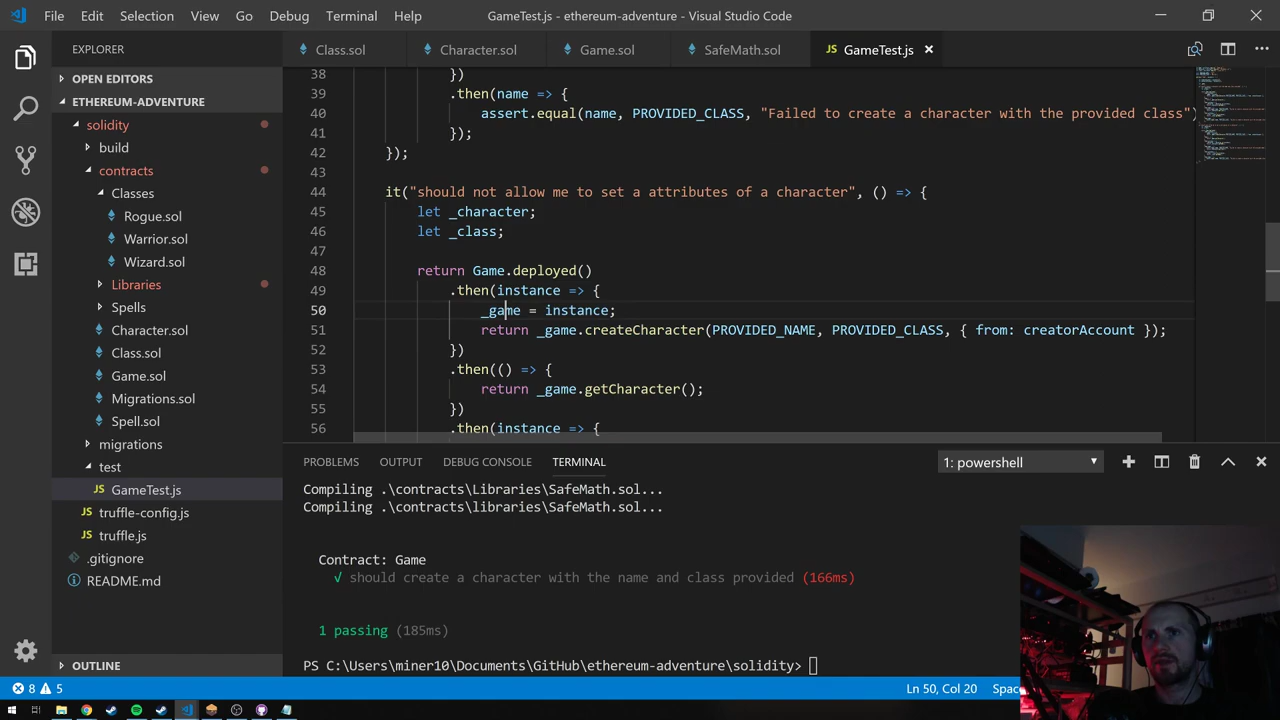 File Edit Selection View Go Debug Terminal Help GameTest.js - ethereum-adventure - Visual Studio Code
EXPLORER
OPEN EDITORS
ETHEREUM-ADVENTURE
solidity
build
contracts
Classes
Rogue.sol
Warrior.sol
Wizard.sol
Libraries
Spells
Character.sol
Class.sol
Game.sol
Migrations.sol
Spell.sol
migrations
test
JS GameTest.js
JS truffle-config.js
JS truffle.js
.gitignore
README.md
OUTLINE
Class.sol Character.sol Game.sol SafeMath.sol JS GameTest.js
38 })
39 .then(name => {
40 assert.equal(name, PROVIDED_CLASS, "Failed to create a character with the provided class")
41 });
42 });
43
44 it("should not allow me to set a attributes of a character", () => {
45 let _character;
46 let _class;
47
48 return Game.deployed()
49 .then(instance => {
50 _game = instance;
51 return _game.createCharacter(PROVIDED_NAME, PROVIDED_CLASS, { from: creatorAccount });
52 })
53 .then(() => {
54 return _game.getCharacter();
55 })
56 .then(instance => {
PROBLEMS OUTPUT DEBUG CONSOLE TERMINAL 1: powershell
Compiling .\contracts\Libraries\SafeMath.sol...
Compiling .\contracts\libraries\SafeMath.sol...
Contract: Game
√ should create a character with the name and class provided (166ms)
1 passing (185ms)
PS C:\Users\miner10\Documents\GitHub\ethereum-adventure\solidity>
8 5 Ln 50, Col 20